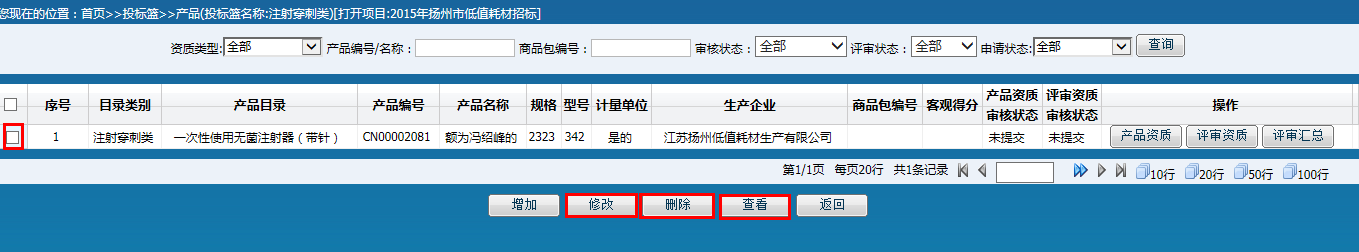 您现在的位置：首页>>投标篮>>产品(投标篮名称:注射穿刺类)[打开项目:2015年扬州市低值耗材招标]
资质类型:全部 产品编号/名称： 商品包编号： 审核状态：全部 评审状态：全部 申请状态:全部 查询
序号 目录类别 产品目录 产品编号 产品名称 规格 型号 计量单位 生产企业 商品包编号 客观得分 产品资质审核状态 评审资质审核状态 操作
1 注射穿刺类 一次性使用无菌注射器（带针） CN00002081 额为冯绍峰的 2323 342 是的 江苏扬州低值耗材生产有限公司 未提交 未提交 产品资质 评审资质 评审汇总
第1/1页 每页20行 共1条记录 10行 20行 50行 100行
增加 修改 删除 查看 返回